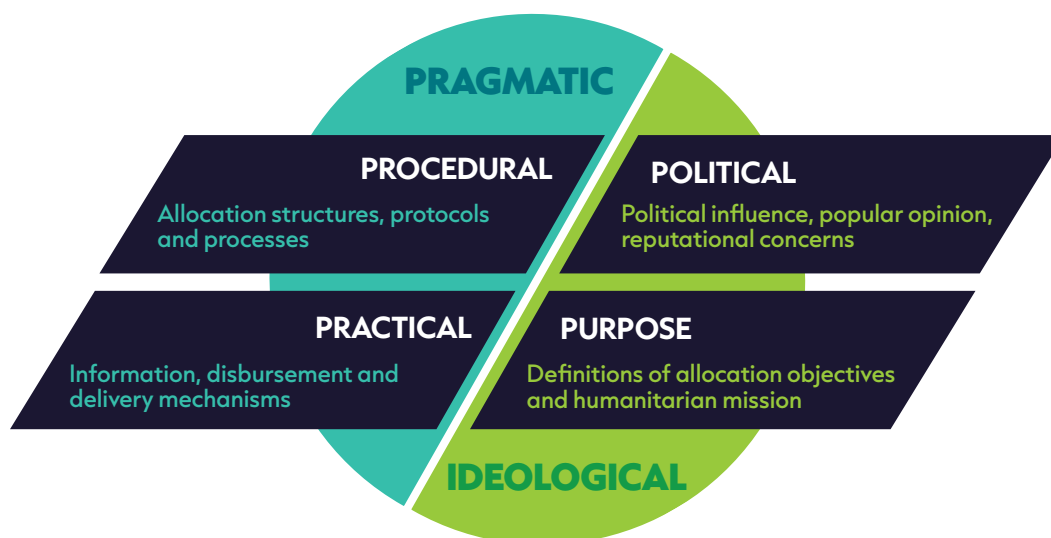 PRAGMATIC
PROCEDURAL
Allocation structures, protocols
and processes
POLITICAL
Political influence, popular opinion,
reputational concerns
PRACTICAL
Information, disbursement and
delivery mechanisms
PURPOSE
Definitions of allocation objectives
and humanitarian mission
IDEOLOGICAL